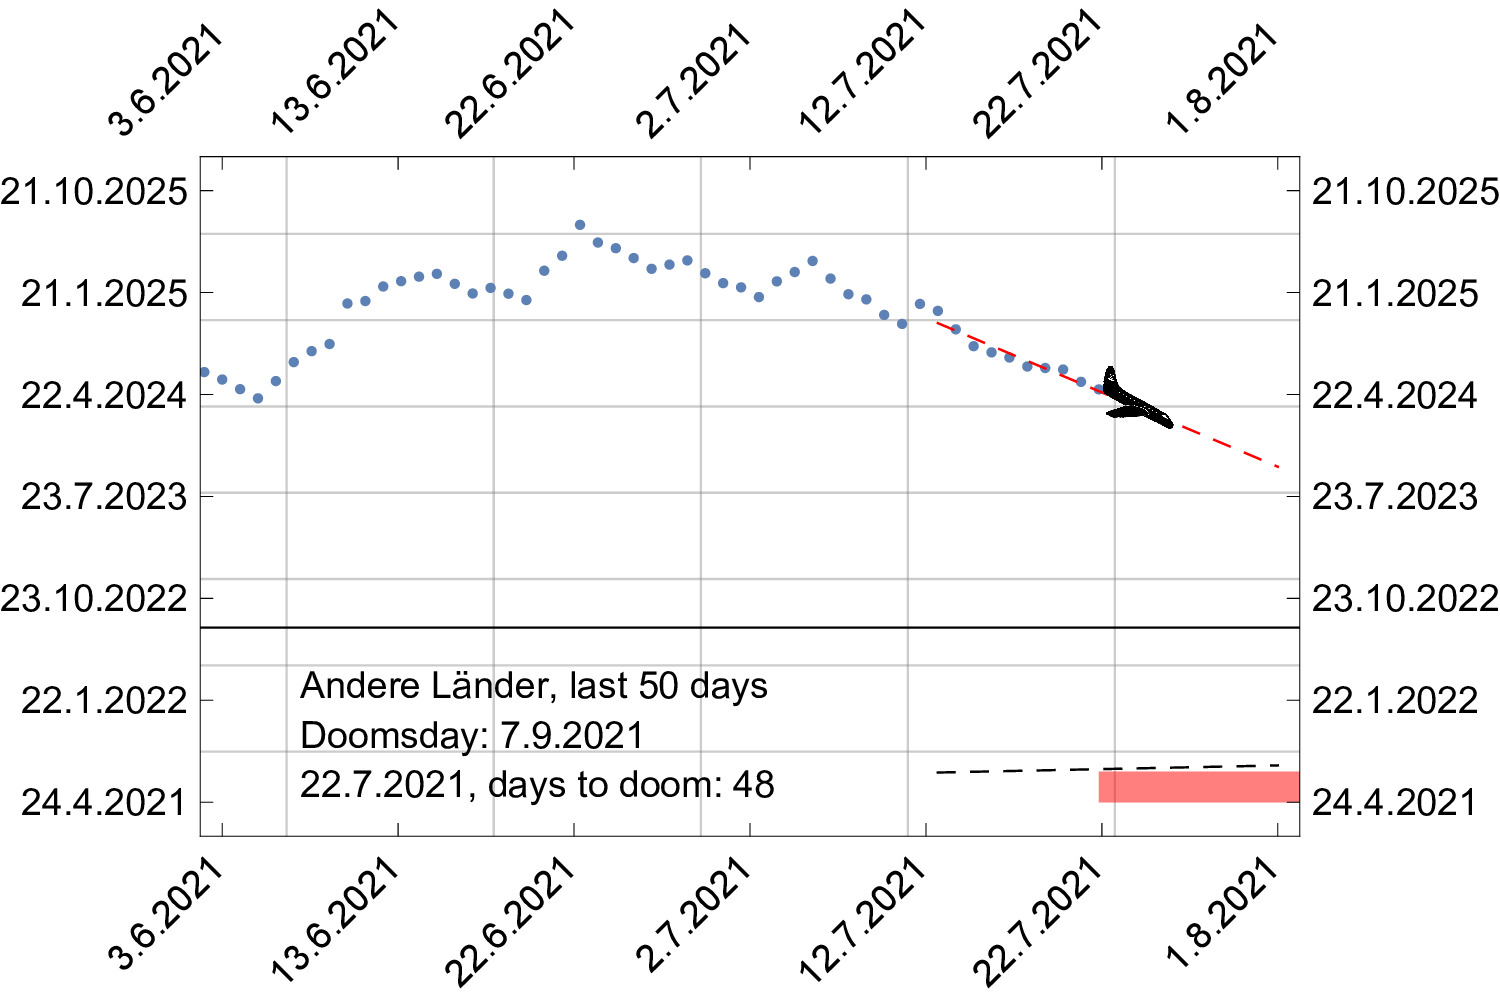 3.6.2021 13.6.2021 22.6.2021 2.7.2021 12.7.2021 22.7.2021 1.8.2021
21.10.2025 21.10.2025
21.1.2025 21.1.2025
22.4.2024 22.4.2024
23.7.2023 23.7.2023
23.10.2022 23.10.2022
Andere Länder, last 50 days
22.1.2022 22.1.2022
Doomsday: 7.9.2021
22.7.2021, days to doom: 48
24.4.2021 24.4.2021
3.6.2021 13.6.2021 22.6.2021 2.7.2021 12.7.2021 22.7.2021 1.8.2021